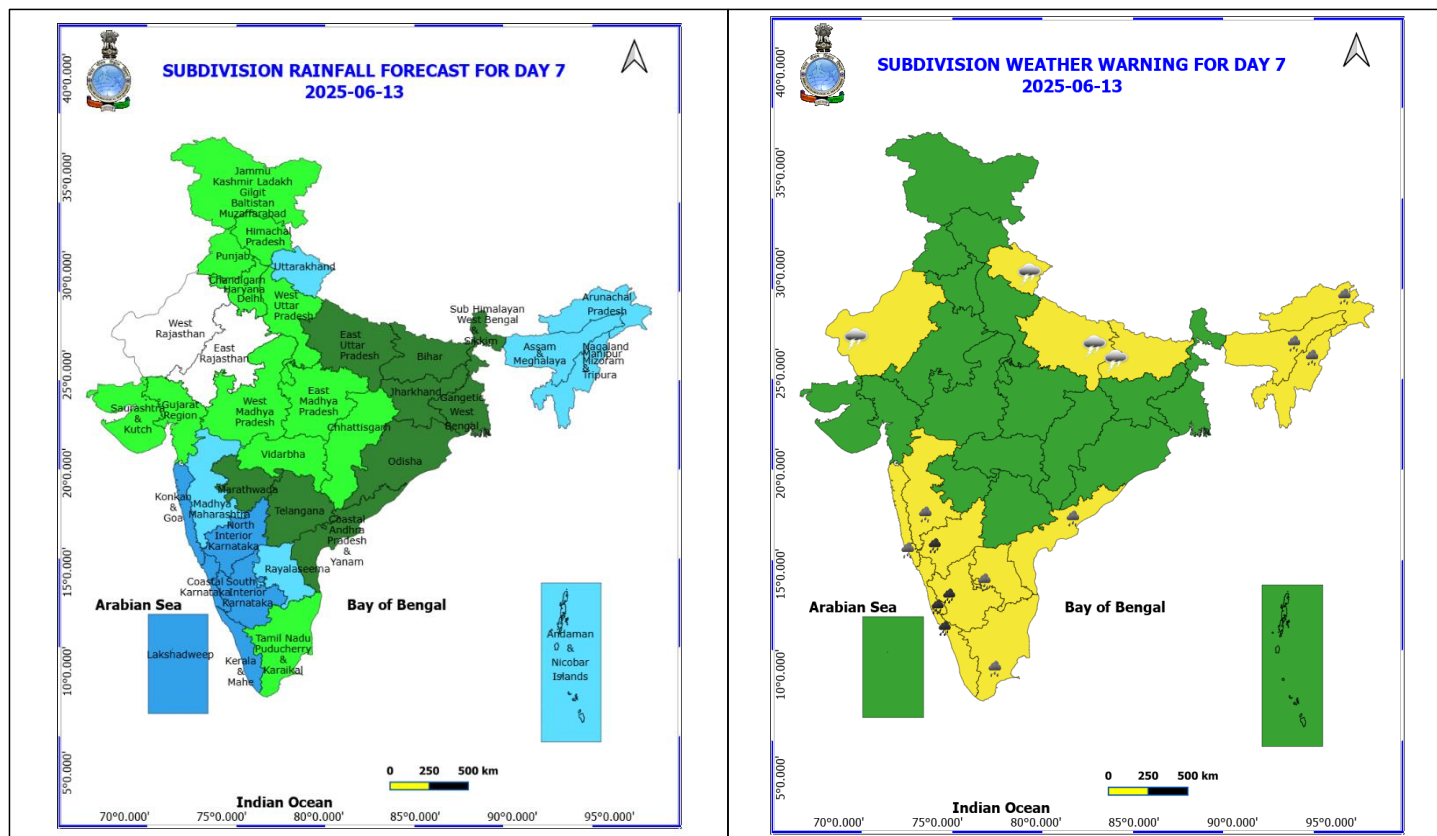 SUBDIVISION RAINFALL FORECAST FOR DAY 7
2025-06-13
40°0.000'
35°0.000'
30°0.000'
25°0.000'
20°0.000'
15°0.000'
10°0.000'
5°0.000'
Jammu
Kashmir Ladakh
Gilgit
Baltistan
Muzaffarabad
Himachal
Pradesh
Punjab
Uttarakhand
Chandigarh
Haryana
Delhi
West
Uttar
Pradesh
Arunachal
Pradesh
Sub Himalayan
West Bengal
Sikkim
West
Rajasthan
East
Rajasthan
East
Uttar
Pradesh
Bihar
Assam
&
Meghalaya
Nagaland
Manipur
Mizoram
&
Tripura
Saurashtra
&
Kutch
Gujarat
Region
West
Madhya
Pradesh
East
Madhya
Pradesh
Jharkhand
Gangetic
West
Bengal
Chhattisgarh
Vidarbha
Odisha
Konkan
&
Goa
Madhya
Maharashtra
Marathwada
Telangana
North
Interior
Karnataka
Coastal
Andhra
Pradesh
&
Yanam
Rayalaseema
Coastal
Karnataka
South
Interior
Karnataka
Arabian Sea
Bay of Bengal
Lakshadweep
Kerala
&
Mahe
Tamil Nadu
Puducherry
&
Karaikal
Andaman
&
Nicobar
Islands
0 250 500 km
Indian Ocean
70°0.000' 75°0.000' 80°0.000' 85°0.000' 90°0.000' 95°0.000'
SUBDIVISION WEATHER WARNING FOR DAY 7
2025-06-13
40°0.000'
35°0.000'
30°0.000'
25°0.000'
20°0.000'
15°0.000'
10°0.000'
5°0.000'
Arabian Sea
Bay of Bengal
0 250 500 km
Indian Ocean
70°0.000' 75°0.000' 80°0.000' 85°0.000' 90°0.000' 95°0.000'